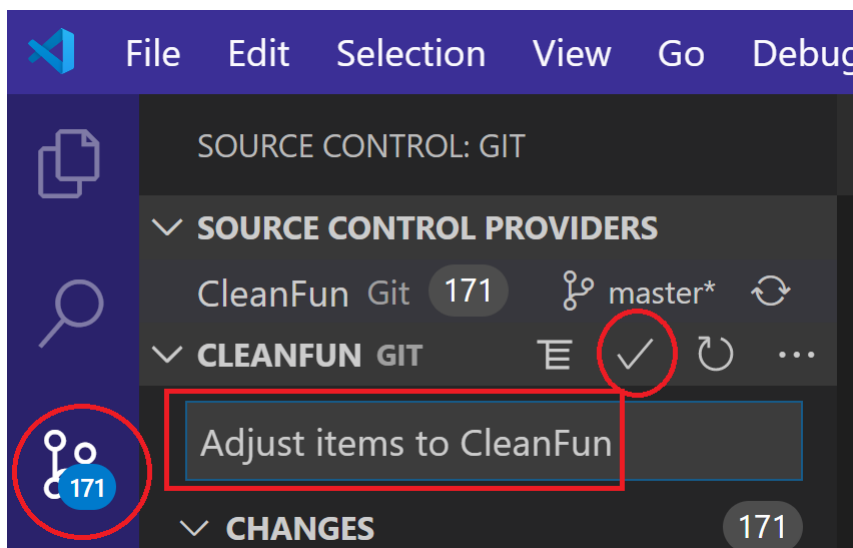 File Edit Selection View Go Debug
SOURCE CONTROL: GIT
SOURCE CONTROL PROVIDERS
CleanFun Git 171 master*
CLEANFUN GIT
Adjust items to CleanFun
171
CHANGES 171